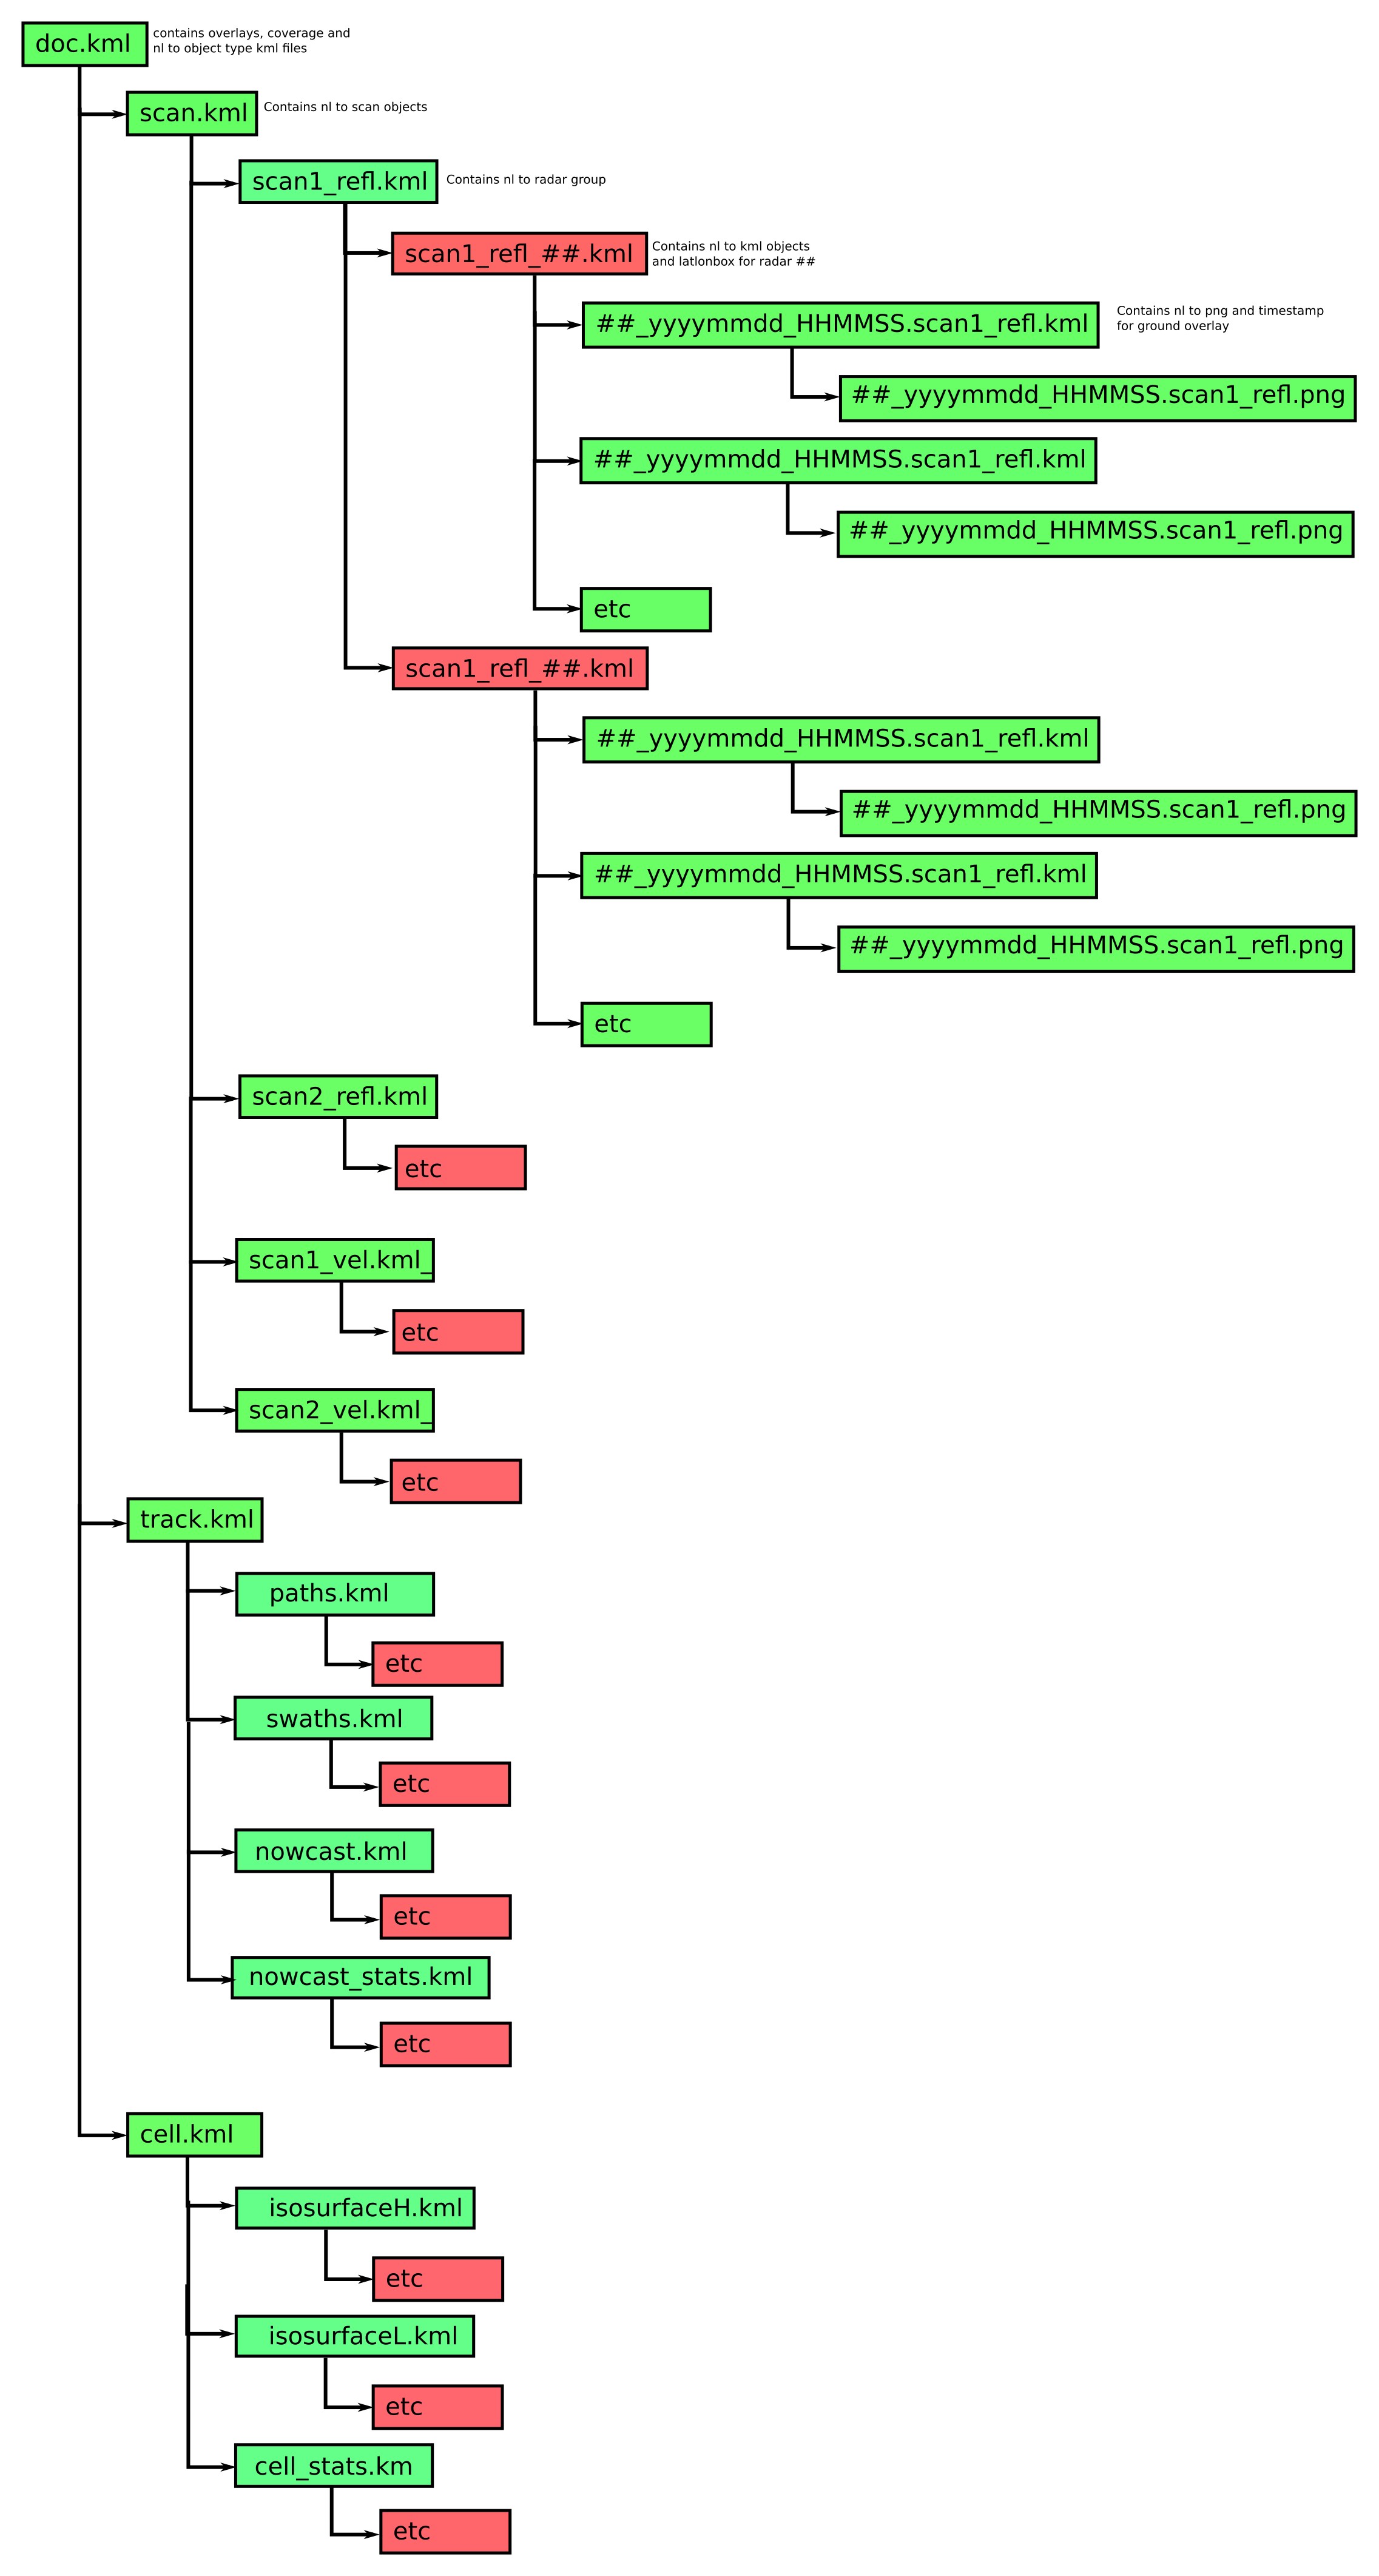 doc.kml
contains overlays, coverage and
nl to object type kml files
scan.kml
Contains nl to scan objects
scan1_refl.kml
Contains nl to radar group
scan1_refl_##.kml
Contains nl to kml objects
and latlonbox for radar ##
##_yyyymmdd_HHMMSS.scan1_refl.kml
Contains nl to png and timestamp
for ground overlay
##_yyyymmdd_HHMMSS.scan1_refl.png
##_yyyymmdd_HHMMSS.scan1_refl.kml
##_yyyymmdd_HHMMSS.scan1_refl.png
etc
scan1_refl_##.kml
##_yyyymmdd_HHMMSS.scan1_refl.kml
##_yyyymmdd_HHMMSS.scan1_refl.png
##_yyyymmdd_HHMMSS.scan1_refl.kml
##_yyyymmdd_HHMMSS.scan1_refl.png
etc
scan2_refl.kml
etc
scan1_vel.kml_
etc
scan2_vel.kml_
etc
track.kml
paths.kml
etc
swaths.kml
etc
nowcast.kml
etc
nowcast_stats.kml
etc
cell.kml
isosurfaceH.kml
etc
isosurfaceL.kml
etc
cell_stats.km
etc